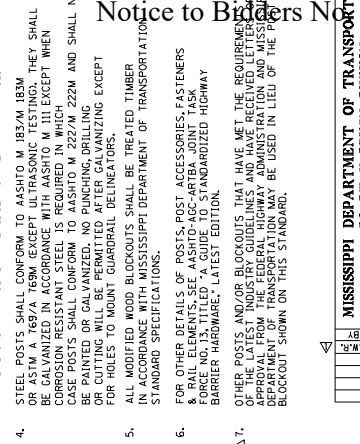 Notice to Bidders No
4. STEEL POSTS SHALL CONFORM TO AASHTO M 183/M 183M
OR ASTM A 769/A 769M (EXCEPT ULTRASONIC TESTING). THEY SHALL
BE GALVANIZED IN ACCORDANCE WITH AASHTO M 111 EXCEPT WHEN
CORROSION RESISTANT STEEL IS REQUIRED IN WHICH
CASE POSTS SHALL CONFORM TO AASHTO M 222/M 222M AND SHALL N
BE PAINTED OR GALVANIZED. NO PUNCHING, DRILLING
OR CUTTING WILL BE PERMITTED AFTER GALVANIZING EXCEPT
FOR HOLES TO MOUNT GUARDRAIL DELINEATORS.
5. ALL MODIFIED WOOD BLOCKOUTS SHALL BE TREATED TIMBER
IN ACCORDANCE WITH MISSISSIPPI DEPARTMENT OF TRANSPORTATION
STANDARD SPECIFICATIONS.
6. FOR OTHER DETAILS OF POSTS, POST ACCESSORIES, FASTENERS
& RAIL ELEMENTS, SEE AASHTO-AGC-ARTBA JOINT TASK
FORCE NO. 13, TITLED "A GUIDE TO STANDARDIZED HIGHWAY
BARRIER HARDWARE," LATEST EDITION.
7. OTHER POSTS AND/OR BLOCKOUTS THAT HAVE MET THE REQUIREMEN
OF THE LATEST INDUSTRY GUIDELINES AND HAVE RECEIVED LETTERS
APPROVAL FROM THE FEDERAL HIGHWAY ADMINISTRATION AND MISSI
DEPARTMENT OF TRANSPORTATION MAY BE USED IN LIEU OF THE
BLOCKOUT SHOWN ON THIS STANDARD.
MISSISSIPPI DEPARTMENT OF TRANSPORT
BY
W.R.